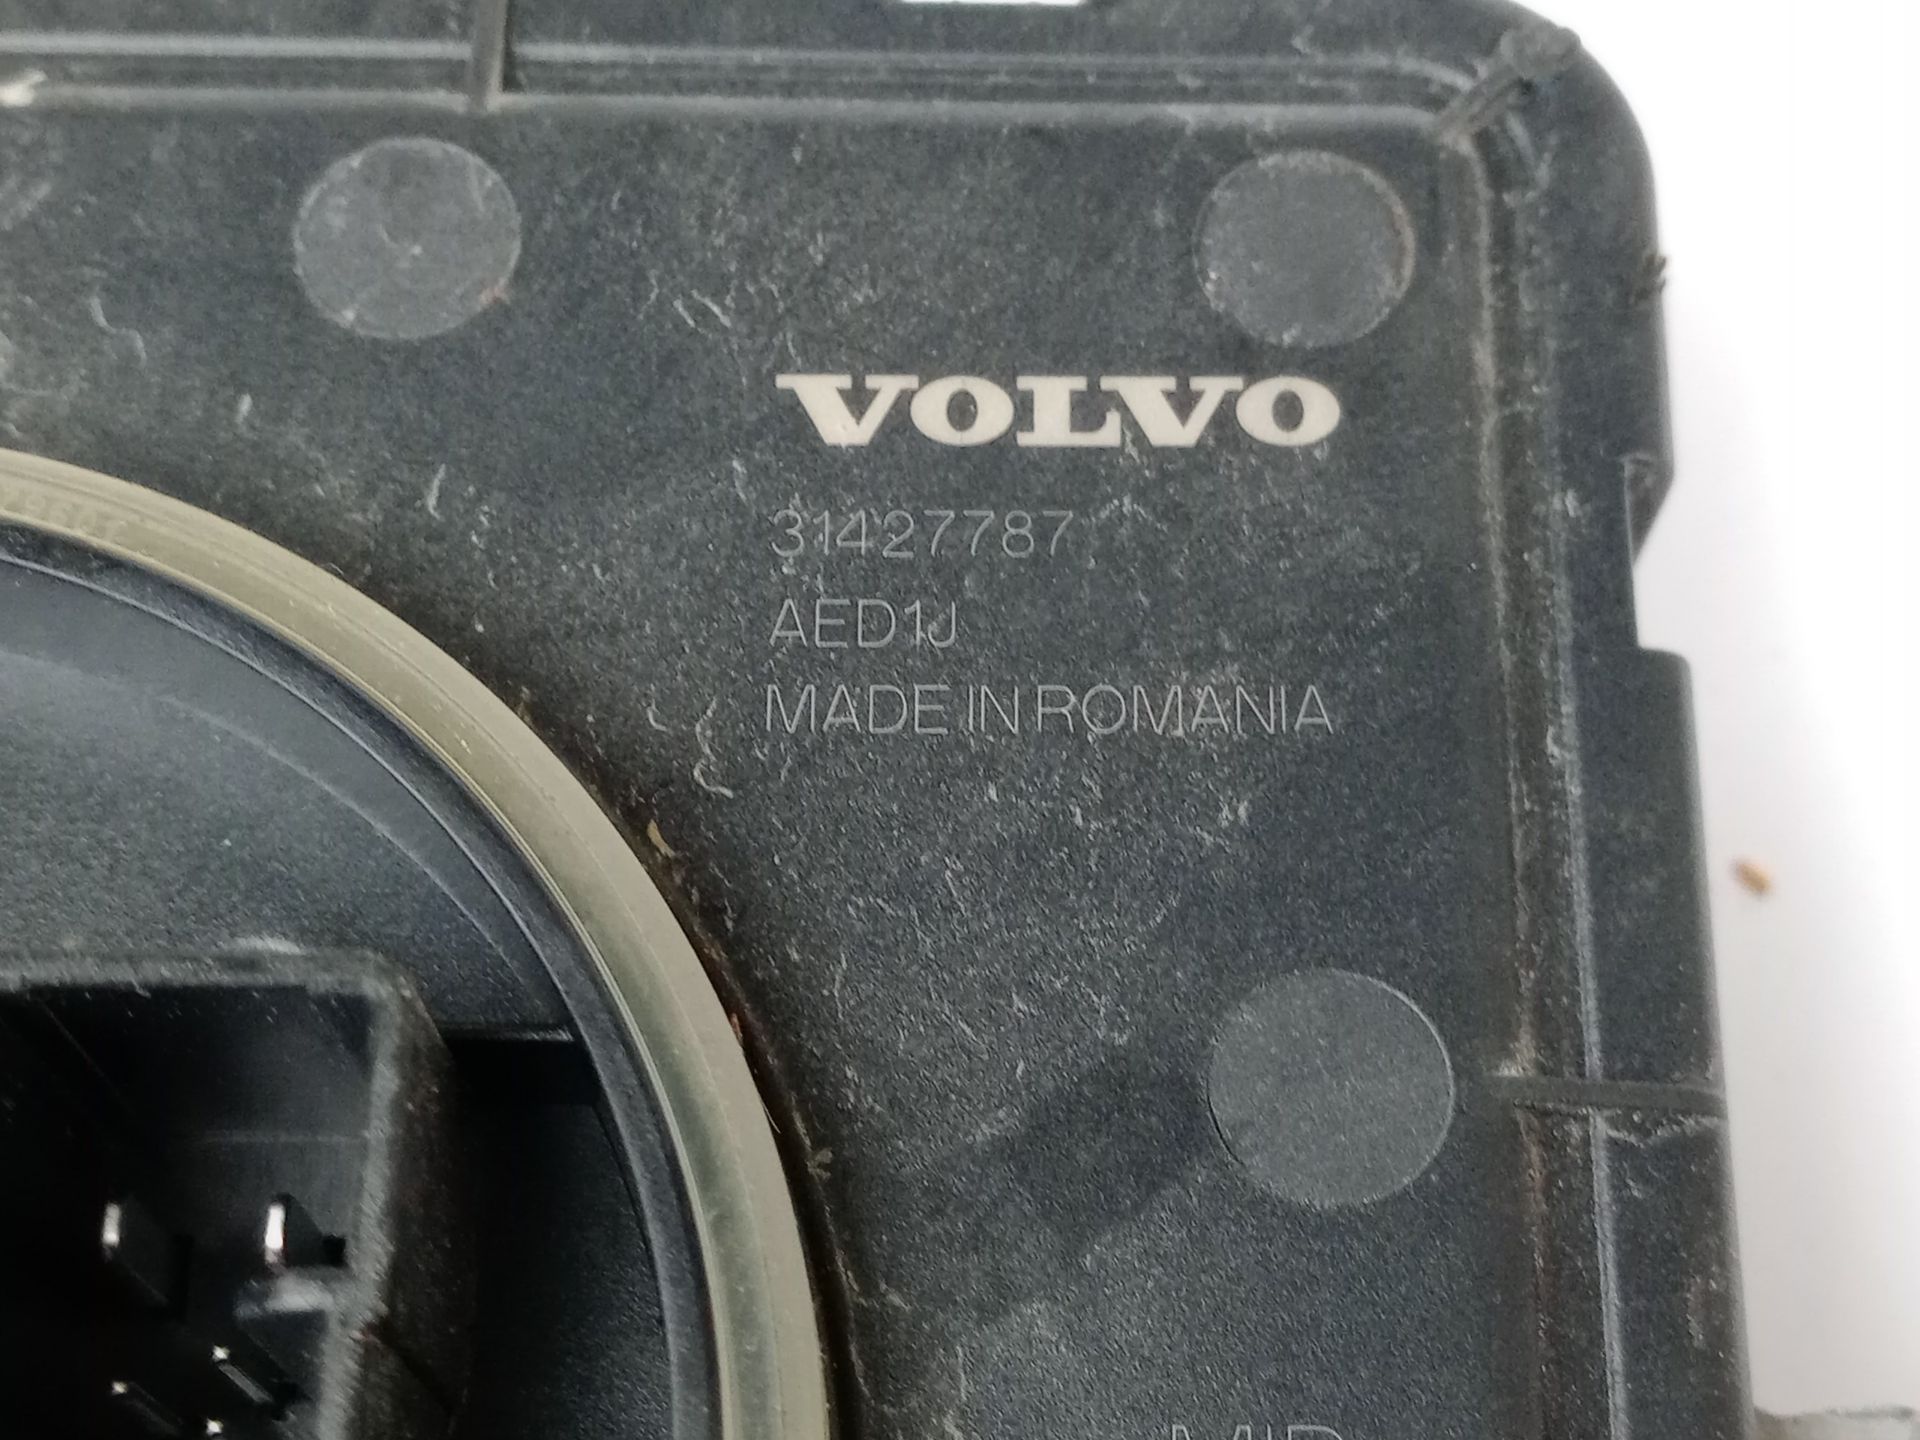 VOLVO
31427787
AED1J
MADE IN ROMANIA